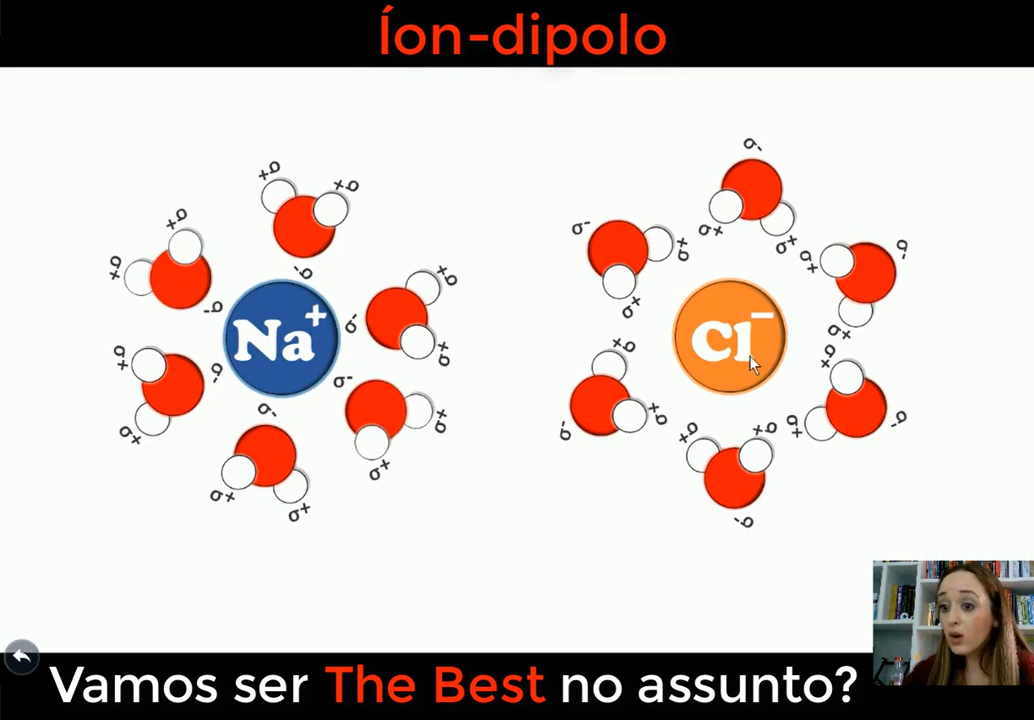 Íon-dipolo
σ-
σ+ σ+
σ+
σ- σ+ σ+ σ+ σ-
σ+ σ- σ+
σ- σ+ σ+
σ- σ-
Na+ Cl−
σ- σ+ σ+
σ+ σ+ σ+
σ- σ-
σ- σ+ σ-
σ+ σ+ σ- σ+ σ+ σ+
σ+
σ+ σ+ σ-
Vamos ser The Best no assunto?